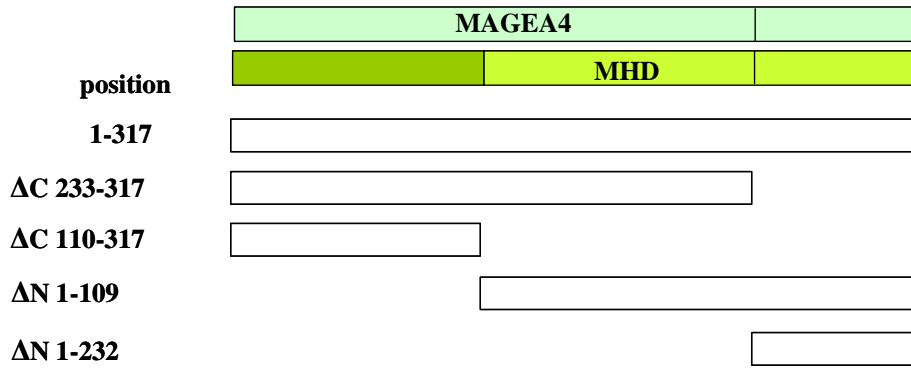 MAGEA4
MHD
position
1-317
ΔC 233-317
ΔC 110-317
ΔN 1-109
ΔN 1-232